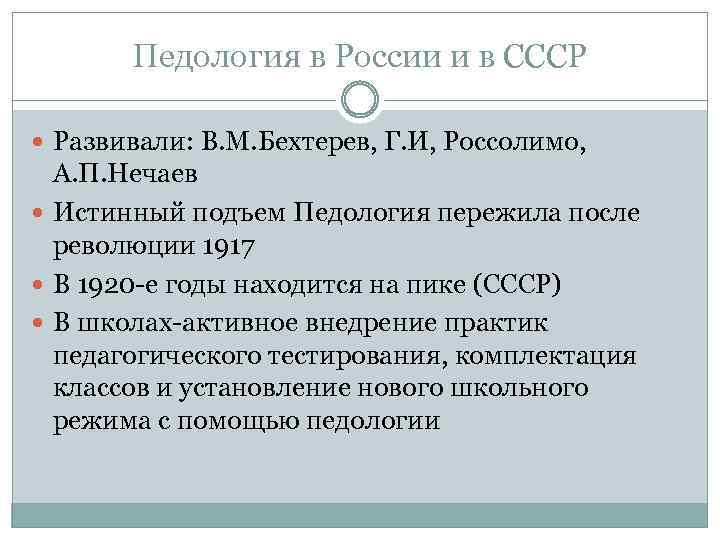 Педология в России и в СССР
• Развивали: В.М.Бехтерев, Г.И, Россолимо,
А.П.Нечаев
• Истинный подъем Педология пережила после
революции 1917
• В 1920-е годы находится на пике (СССР)
• В школах-активное внедрение практик
педагогического тестирования, комплектация
классов и установление нового школьного
режима с помощью педологии